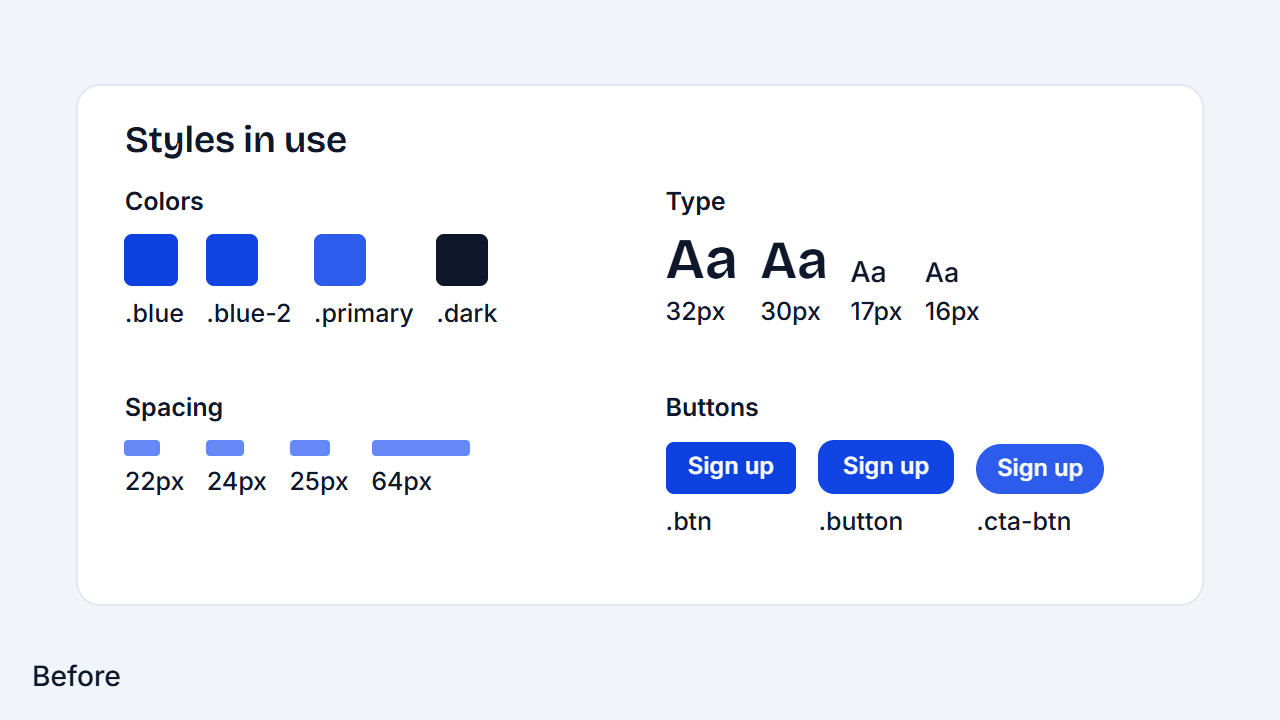 Styles in use
Colors
.blue .blue-2 .primary .dark
Type
Aa Aa Aa Aa
32px 30px 17px 16px
Spacing
22px 24px 25px 64px
Buttons
Sign up Sign up Sign up
.btn .button .cta-btn
Before